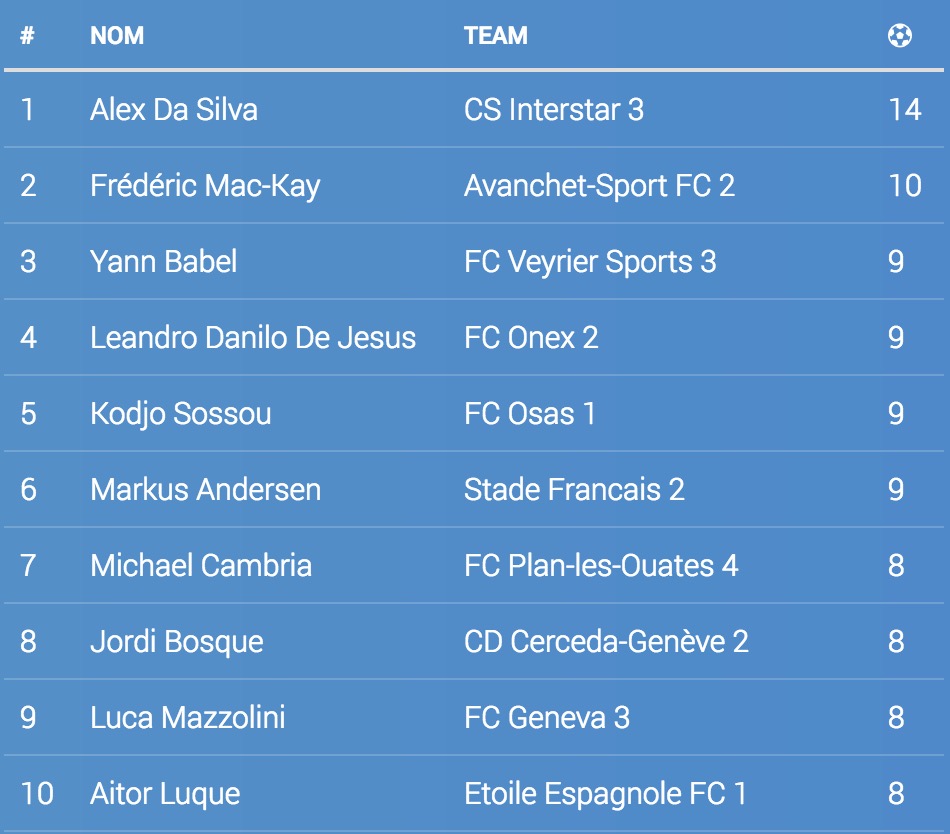 # NOM TEAM
1 Alex Da Silva CS Interstar 3 14
2 Frédéric Mac-Kay Avanchet-Sport FC 2 10
3 Yann Babel FC Veyrier Sports 3 9
4 Leandro Danilo De Jesus FC Onex 2 9
5 Kodjo Sossou FC Osas 1 9
6 Markus Andersen Stade Francais 2 9
7 Michael Cambria FC Plan-les-Ouates 4 8
8 Jordi Bosque CD Cerceda-Genève 2 8
9 Luca Mazzolini FC Geneva 3 8
10 Aitor Luque Etoile Espagnole FC 1 8